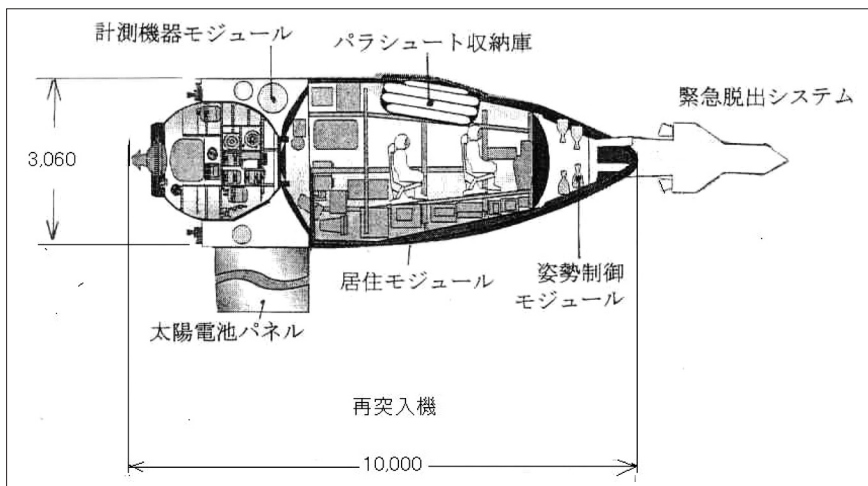 計測機器モジュール
パラシュート収納庫
緊急脱出システム
3,060
居住モジュール
姿勢制御
モジュール
太陽電池パネル
再突入機
10,000